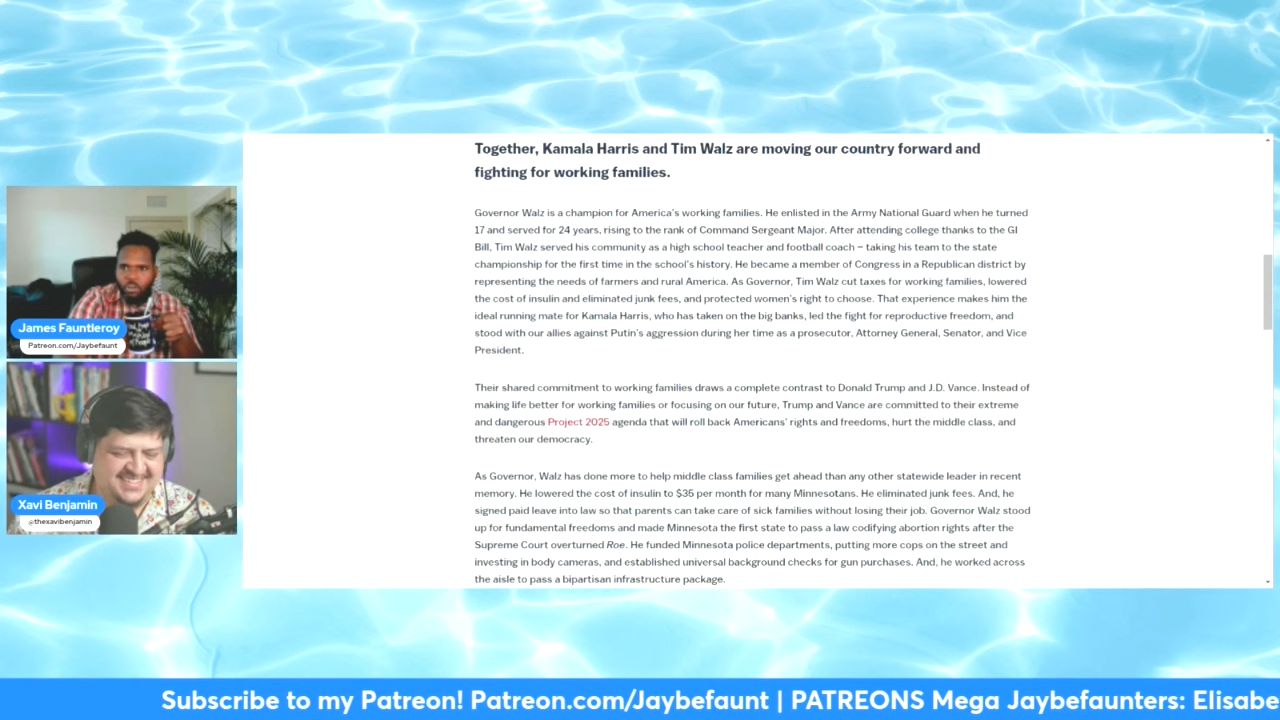 Together, Kamala Harris and Tim Walz are moving our country forward and
fighting for working families.
Governor Walz is a champion for America's working families. He enlisted in the Army National Guard when he turned
17 and served for 24 years, rising to the rank of Command Sergeant Major. After attending college thanks to the GI
Bill, Tim Walz served his community as a high school teacher and football coach – taking his team to the state
championship for the first time in the school's history. He became a member of Congress in a Republican district by
representing the needs of farmers and rural America. As Governor, Tim Walz cut taxes for working families, lowered
the cost of insulin and eliminated junk fees, and protected women's right to choose. That experience makes him the
ideal running mate for Kamala Harris, who has taken on the big banks, led the fight for reproductive freedom, and
stood with our allies against Putin's aggression during her time as a prosecutor, Attorney General, Senator, and Vice
President.
Their shared commitment to working families draws a complete contrast to Donald Trump and J.D. Vance. Instead of
making life better for working families or focusing on our future, Trump and Vance are committed to their extreme
and dangerous Project 2025 agenda that will roll back Americans' rights and freedoms, hurt the middle class, and
threaten our democracy.
As Governor, Walz has done more to help middle class families get ahead than any other statewide leader in recent
memory. He lowered the cost of insulin to $35 per month for many Minnesotans. He eliminated junk fees. And, he
signed paid leave into law so that parents can take care of sick families without losing their job. Governor Walz stood
up for fundamental freedoms and made Minnesota the first state to pass a law codifying abortion rights after the
Supreme Court overturned Roe. He funded Minnesota police departments, putting more cops on the street and
investing in body cameras, and established universal background checks for gun purchases. And, he worked across
the aisle to pass a bipartisan infrastructure package.
James Fauntleroy
Patreon.com/Jaybefaunt
Xavi Benjamin
@thexavibenjamin
Subscribe to my Patreon! Patreon.com/Jaybefaunt | PATREONS Mega Jaybefaunters: Elisabe